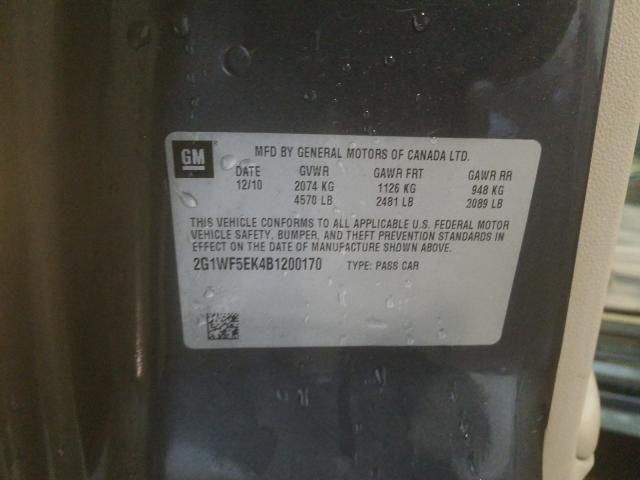 GM
MFD BY GENERAL MOTORS OF CANADA LTD.
DATE GVWR GAWR FRT GAWR RR
12/10 2074 KG 1126 KG 948 KG
4570 LB 2481 LB 2089 LB
THIS VEHICLE CONFORMS TO ALL APPLICABLE U.S. FEDERAL MOTOR
VEHICLE SAFETY, BUMPER, AND THEFT PREVENTION STANDARDS IN
EFFECT ON THE DATE OF MANUFACTURE SHOWN ABOVE.
2G1WF5EK4B1200170 TYPE: PASS CAR